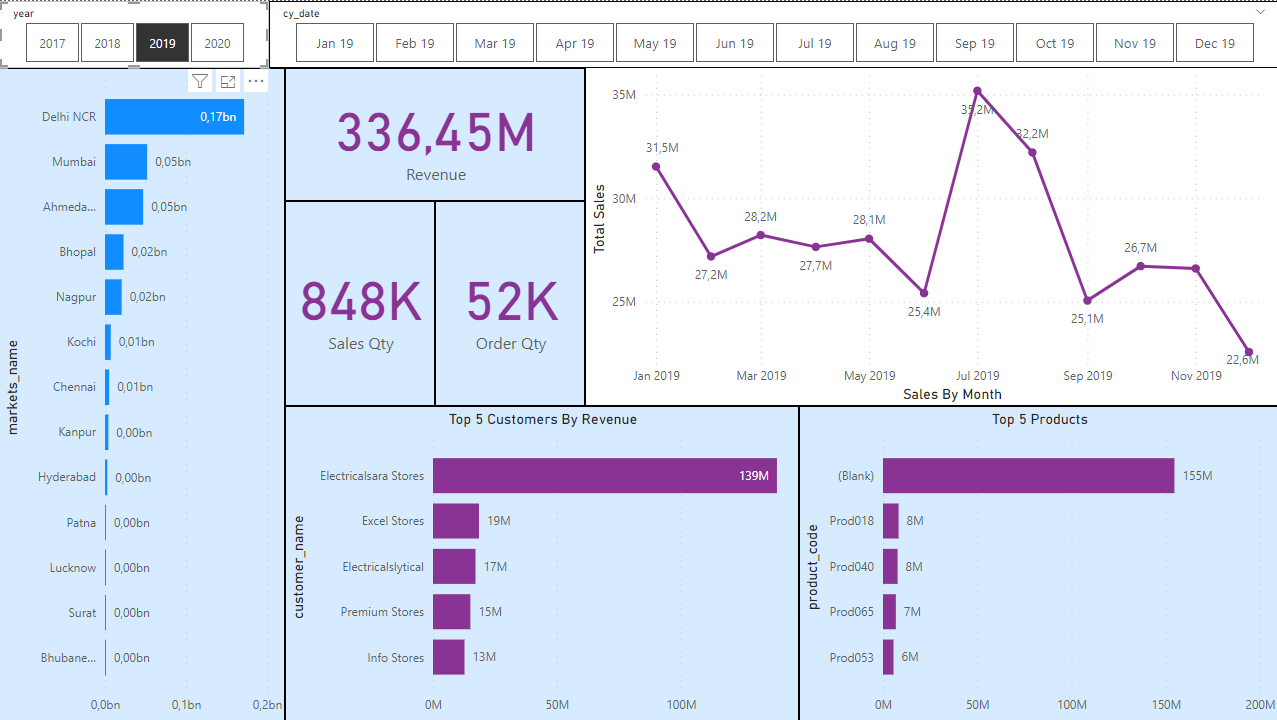 year
2017 2018 2019 2020
cy_date
Jan 19 Feb 19 Mar 19 Apr 19 May 19 Jun 19 Jul 19 Aug 19 Sep 19 Oct 19 Nov 19 Dec 19
markets_name
Delhi NCR 0,17bn
Mumbai 0,05bn
Ahmeda... 0,05bn
Bhopal 0,02bn
Nagpur 0,02bn
Kochi 0,01bn
Chennai 0,01bn
Kanpur 0,00bn
Hyderabad 0,00bn
Patna 0,00bn
Lucknow 0,00bn
Surat 0,00bn
Bhubane... 0,00bn
0,0bn 0,1bn 0,2bn
336,45M
Revenue
848K
Sales Qty
52K
Order Qty
Total Sales
35M
30M
25M
31,5M
27,2M
28,2M
27,7M
28,1M
25,4M
35,2M
32,2M
25,1M
26,7M
22,6M
Jan 2019 Mar 2019 May 2019 Jul 2019 Sep 2019 Nov 2019
Sales By Month
Top 5 Customers By Revenue
customer_name
Electricalsara Stores 139M
Excel Stores 19M
Electricalslytical 17M
Premium Stores 15M
Info Stores 13M
0M 50M 100M
Top 5 Products
product_code
(Blank) 155M
Prod018 8M
Prod040 8M
Prod065 7M
Prod053 6M
0M 50M 100M 150M 200M